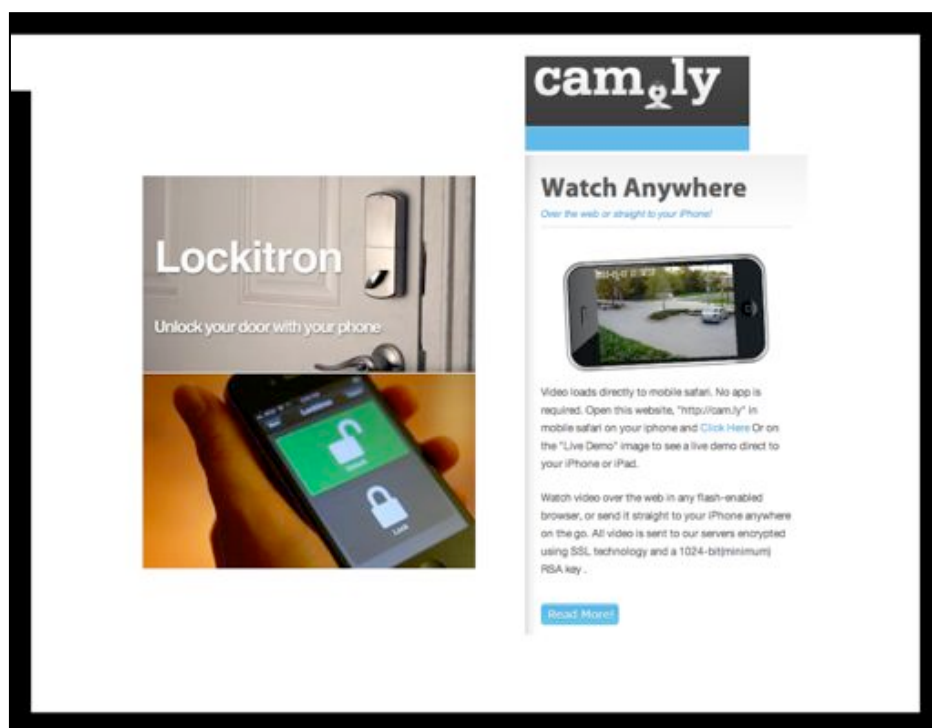 Lockitron
Unlock your door with your phone
Lockitron
Unlock
Lock
cam.ly
Watch Anywhere
Over the web or straight to your iPhone!
Video loads directly to mobile safari. No app is
required. Open this website, "http://cam.ly" in
mobile safari on your iphone and Click Here Or on
the "Live Demo" image to see a live demo direct to
your iPhone or iPad.
Watch video over the web in any flash-enabled
browser, or send it straight to your iPhone anywhere
on the go. All video is sent to our servers encrypted
using SSL technology and a 1024-bit(minimum)
RSA key .
Read More!